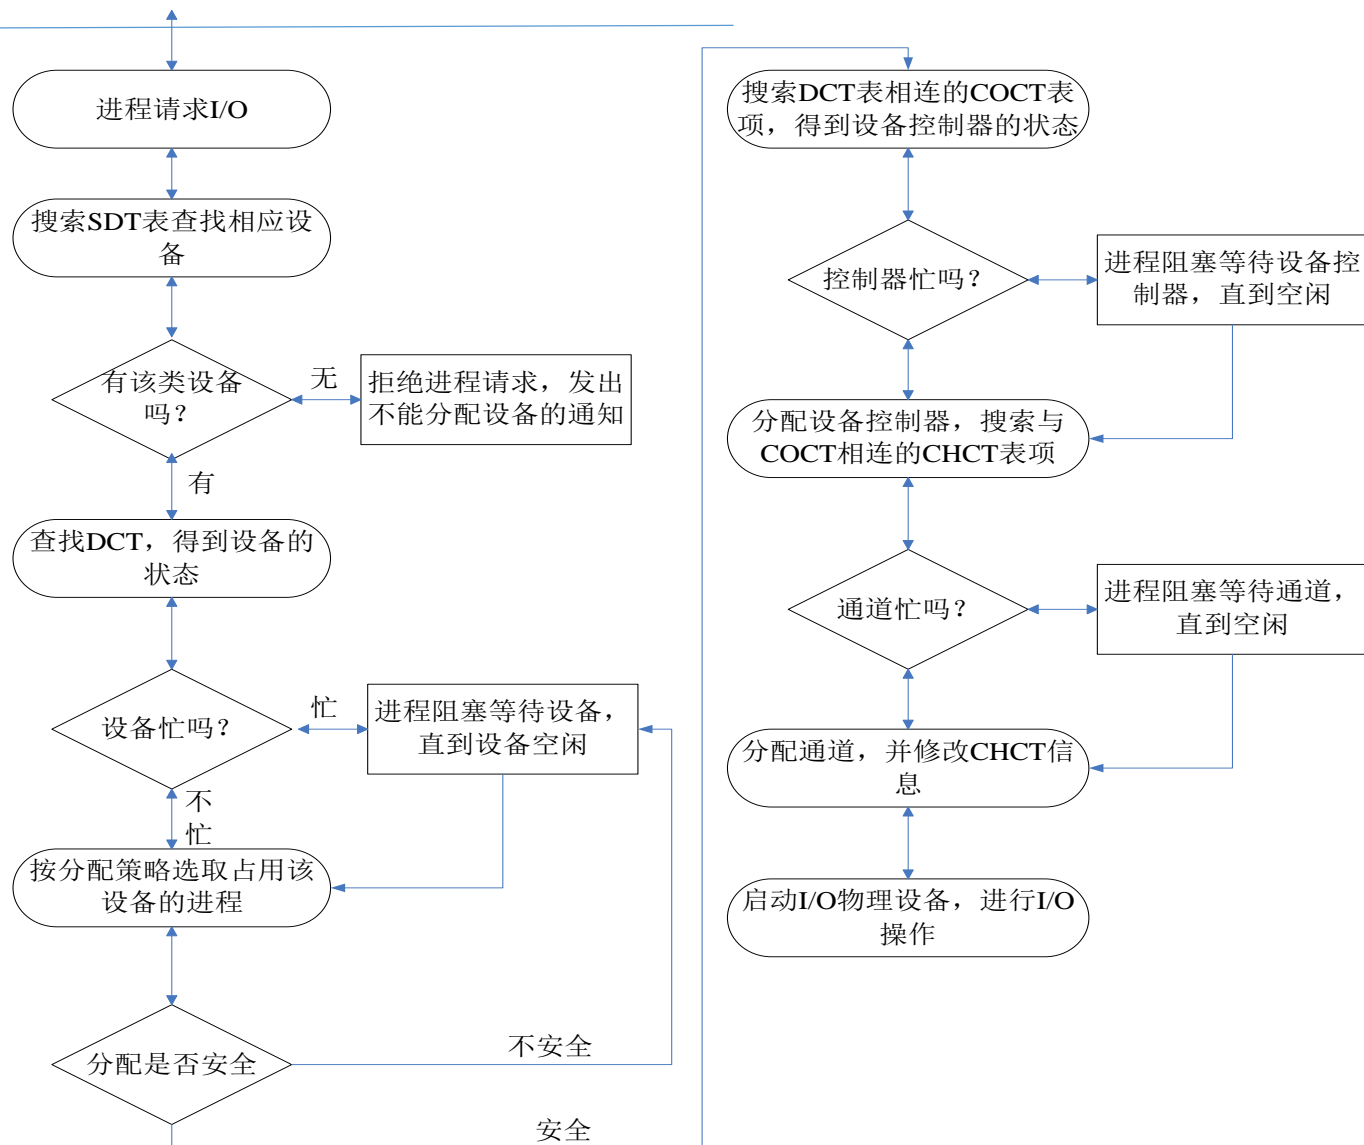 进程请求I/O
搜索SDT表查找相应设
备
有该类设备
吗？
无
拒绝进程请求，发出
不能分配设备的通知
有
查找DCT，得到设备的
状态
设备忙吗？
忙
进程阻塞等待设备，
直到设备空闲
不
忙
按分配策略选取占用该
设备的进程
分配是否安全
不安全
安全
搜索DCT表相连的COCT表
项，得到设备控制器的状态
控制器忙吗？
进程阻塞等待设备控
制器，直到空闲
分配设备控制器，搜索与
COCT相连的CHCT表项
通道忙吗？
进程阻塞等待通道，
直到空闲
分配通道，并修改CHCT信
息
启动I/O物理设备，进行I/O
操作